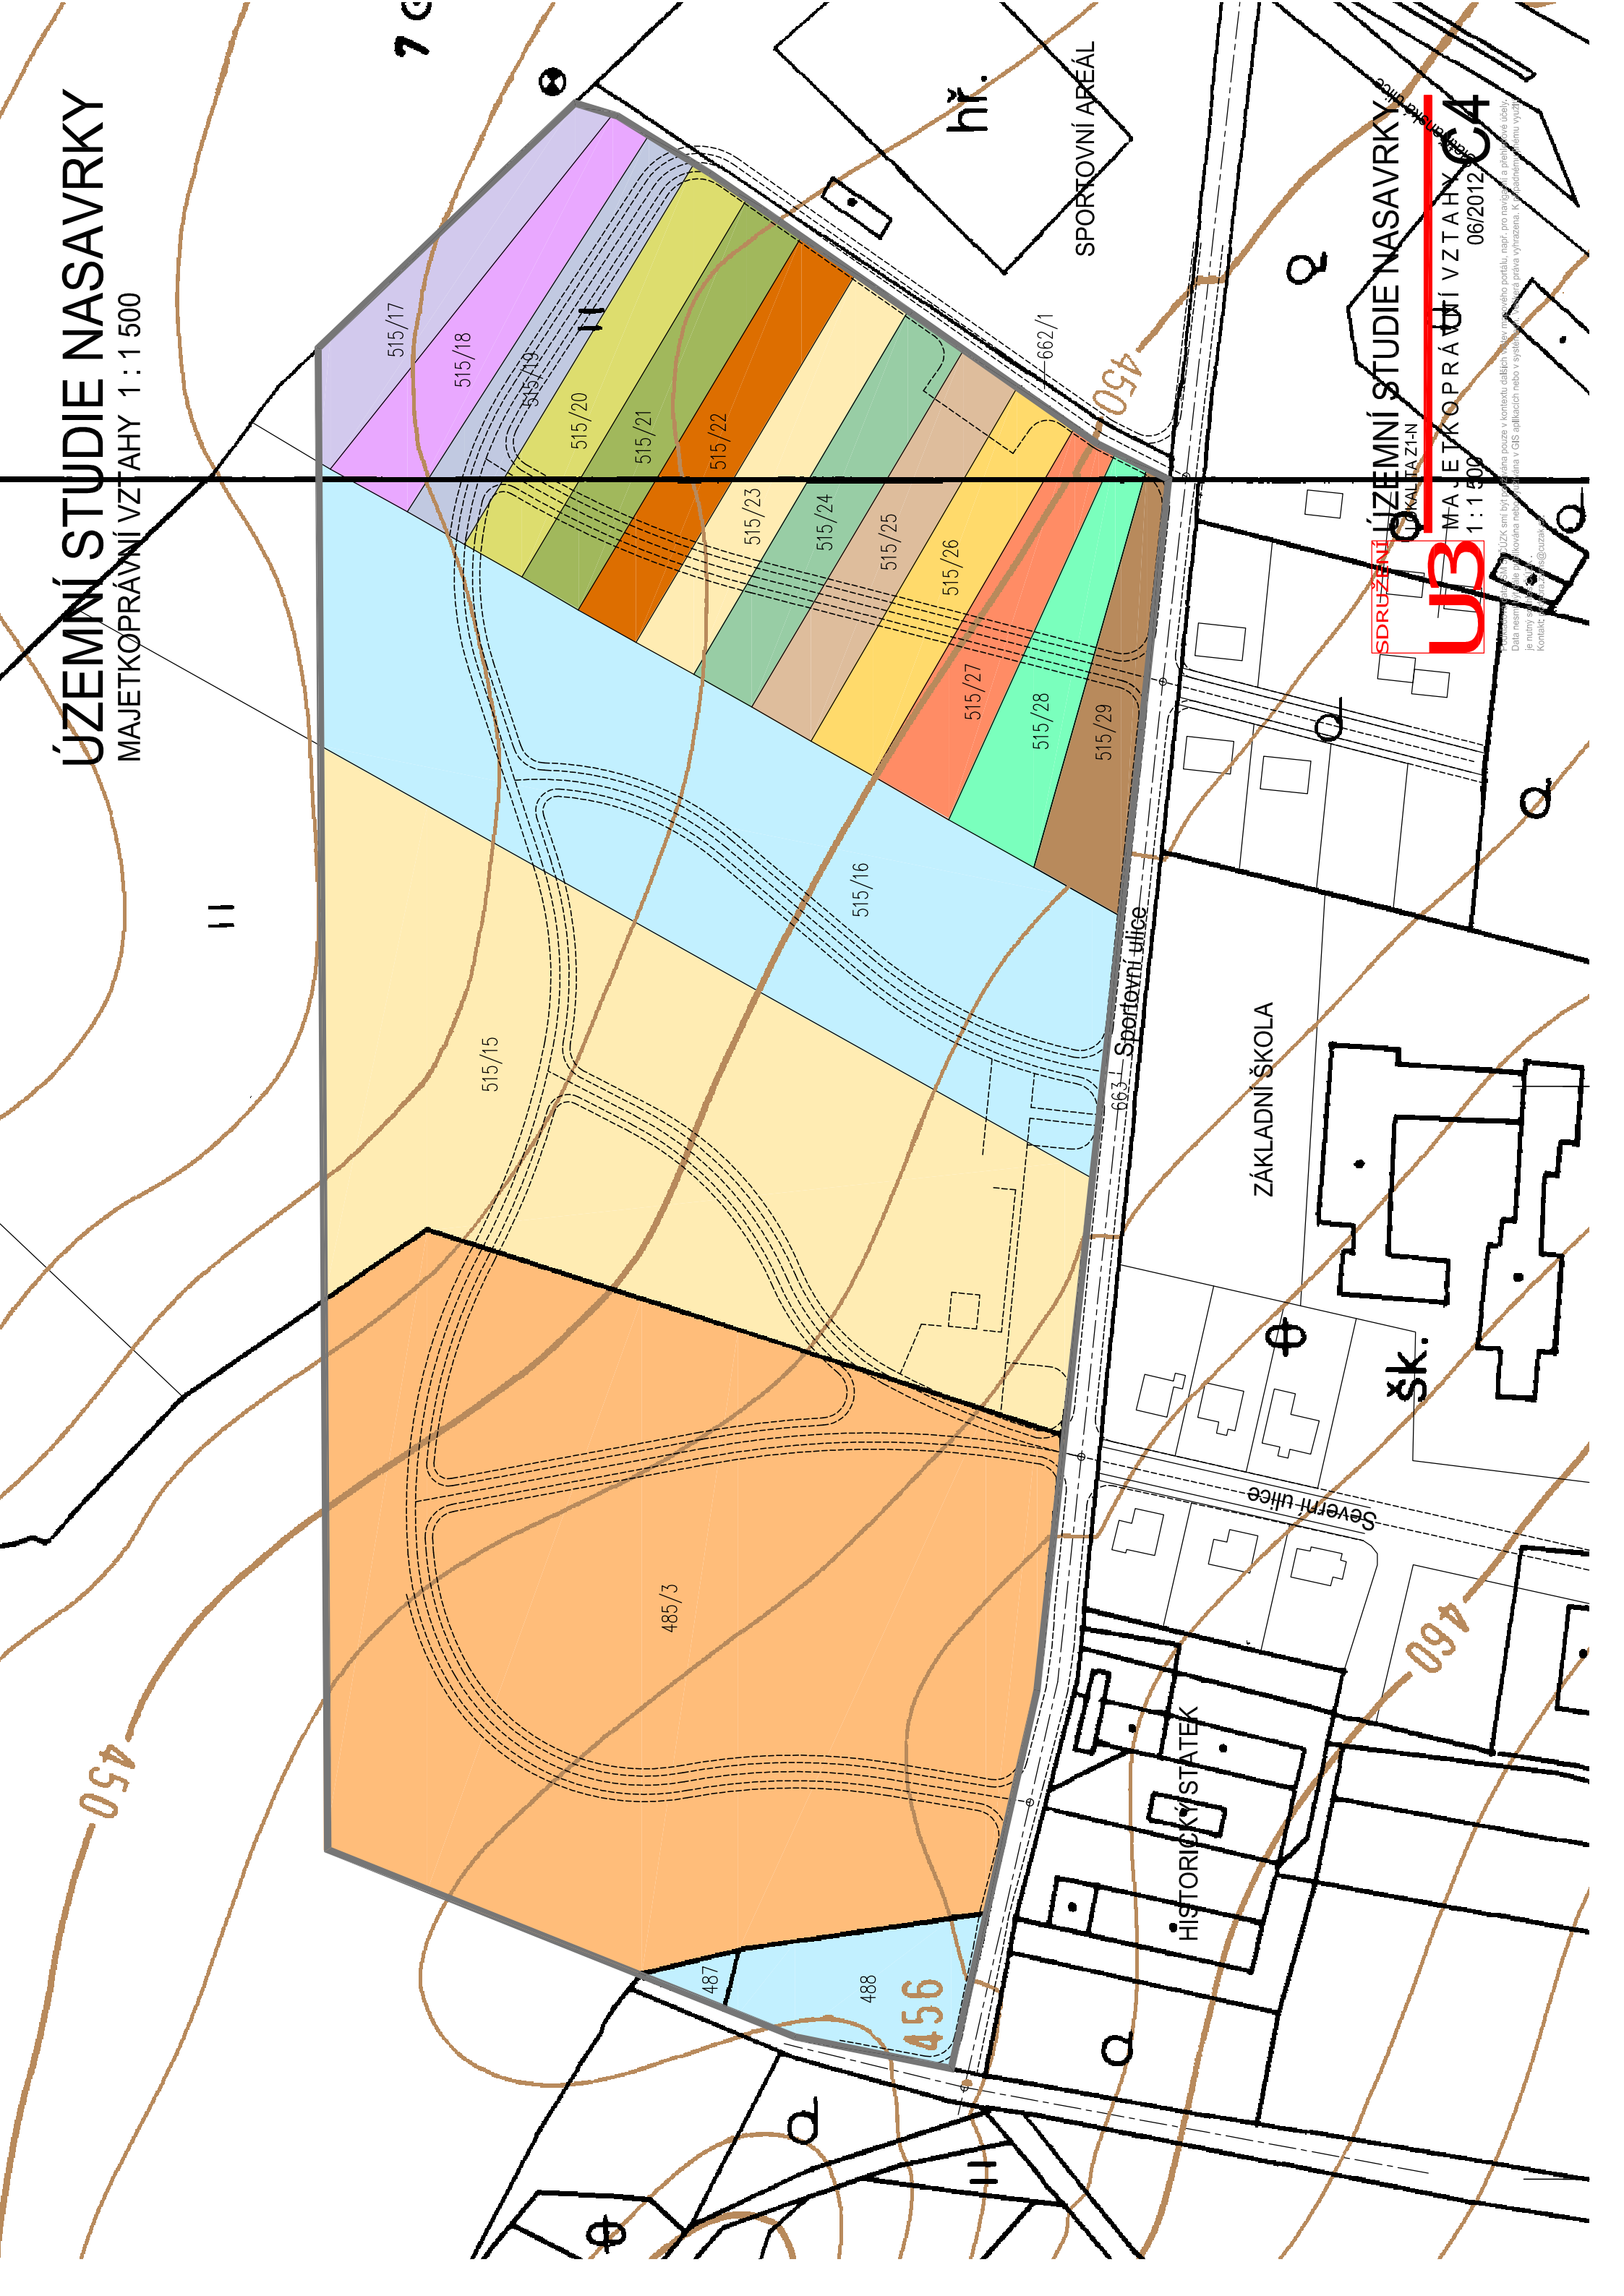 ÚZEMNÍ STUDIE NASAVRKY
MAJETKOPRÁVNÍ VZTAHY 1 : 1 500
hř.
SPORTOVNÍ AREÁL
515/17
515/18
515/19
515/20
515/21
515/22
515/23
515/24
515/25
515/26
515/27
515/28
515/29
515/16
515/15
485/3
487
488
662/1
663
450
450
456
460
Sportovní ulice
ZÁKLADNÍ ŠKOLA
šk.
Severní ulice
HISTORICKÝ STATEK
SDRUŽENÍ
U3
ÚZEMNÍ STUDIE NASAVRKY
LOKALITA Z1-N
MAJETKOPRÁVNÍ VZTAHY
1 : 1 500
06/2012
C4